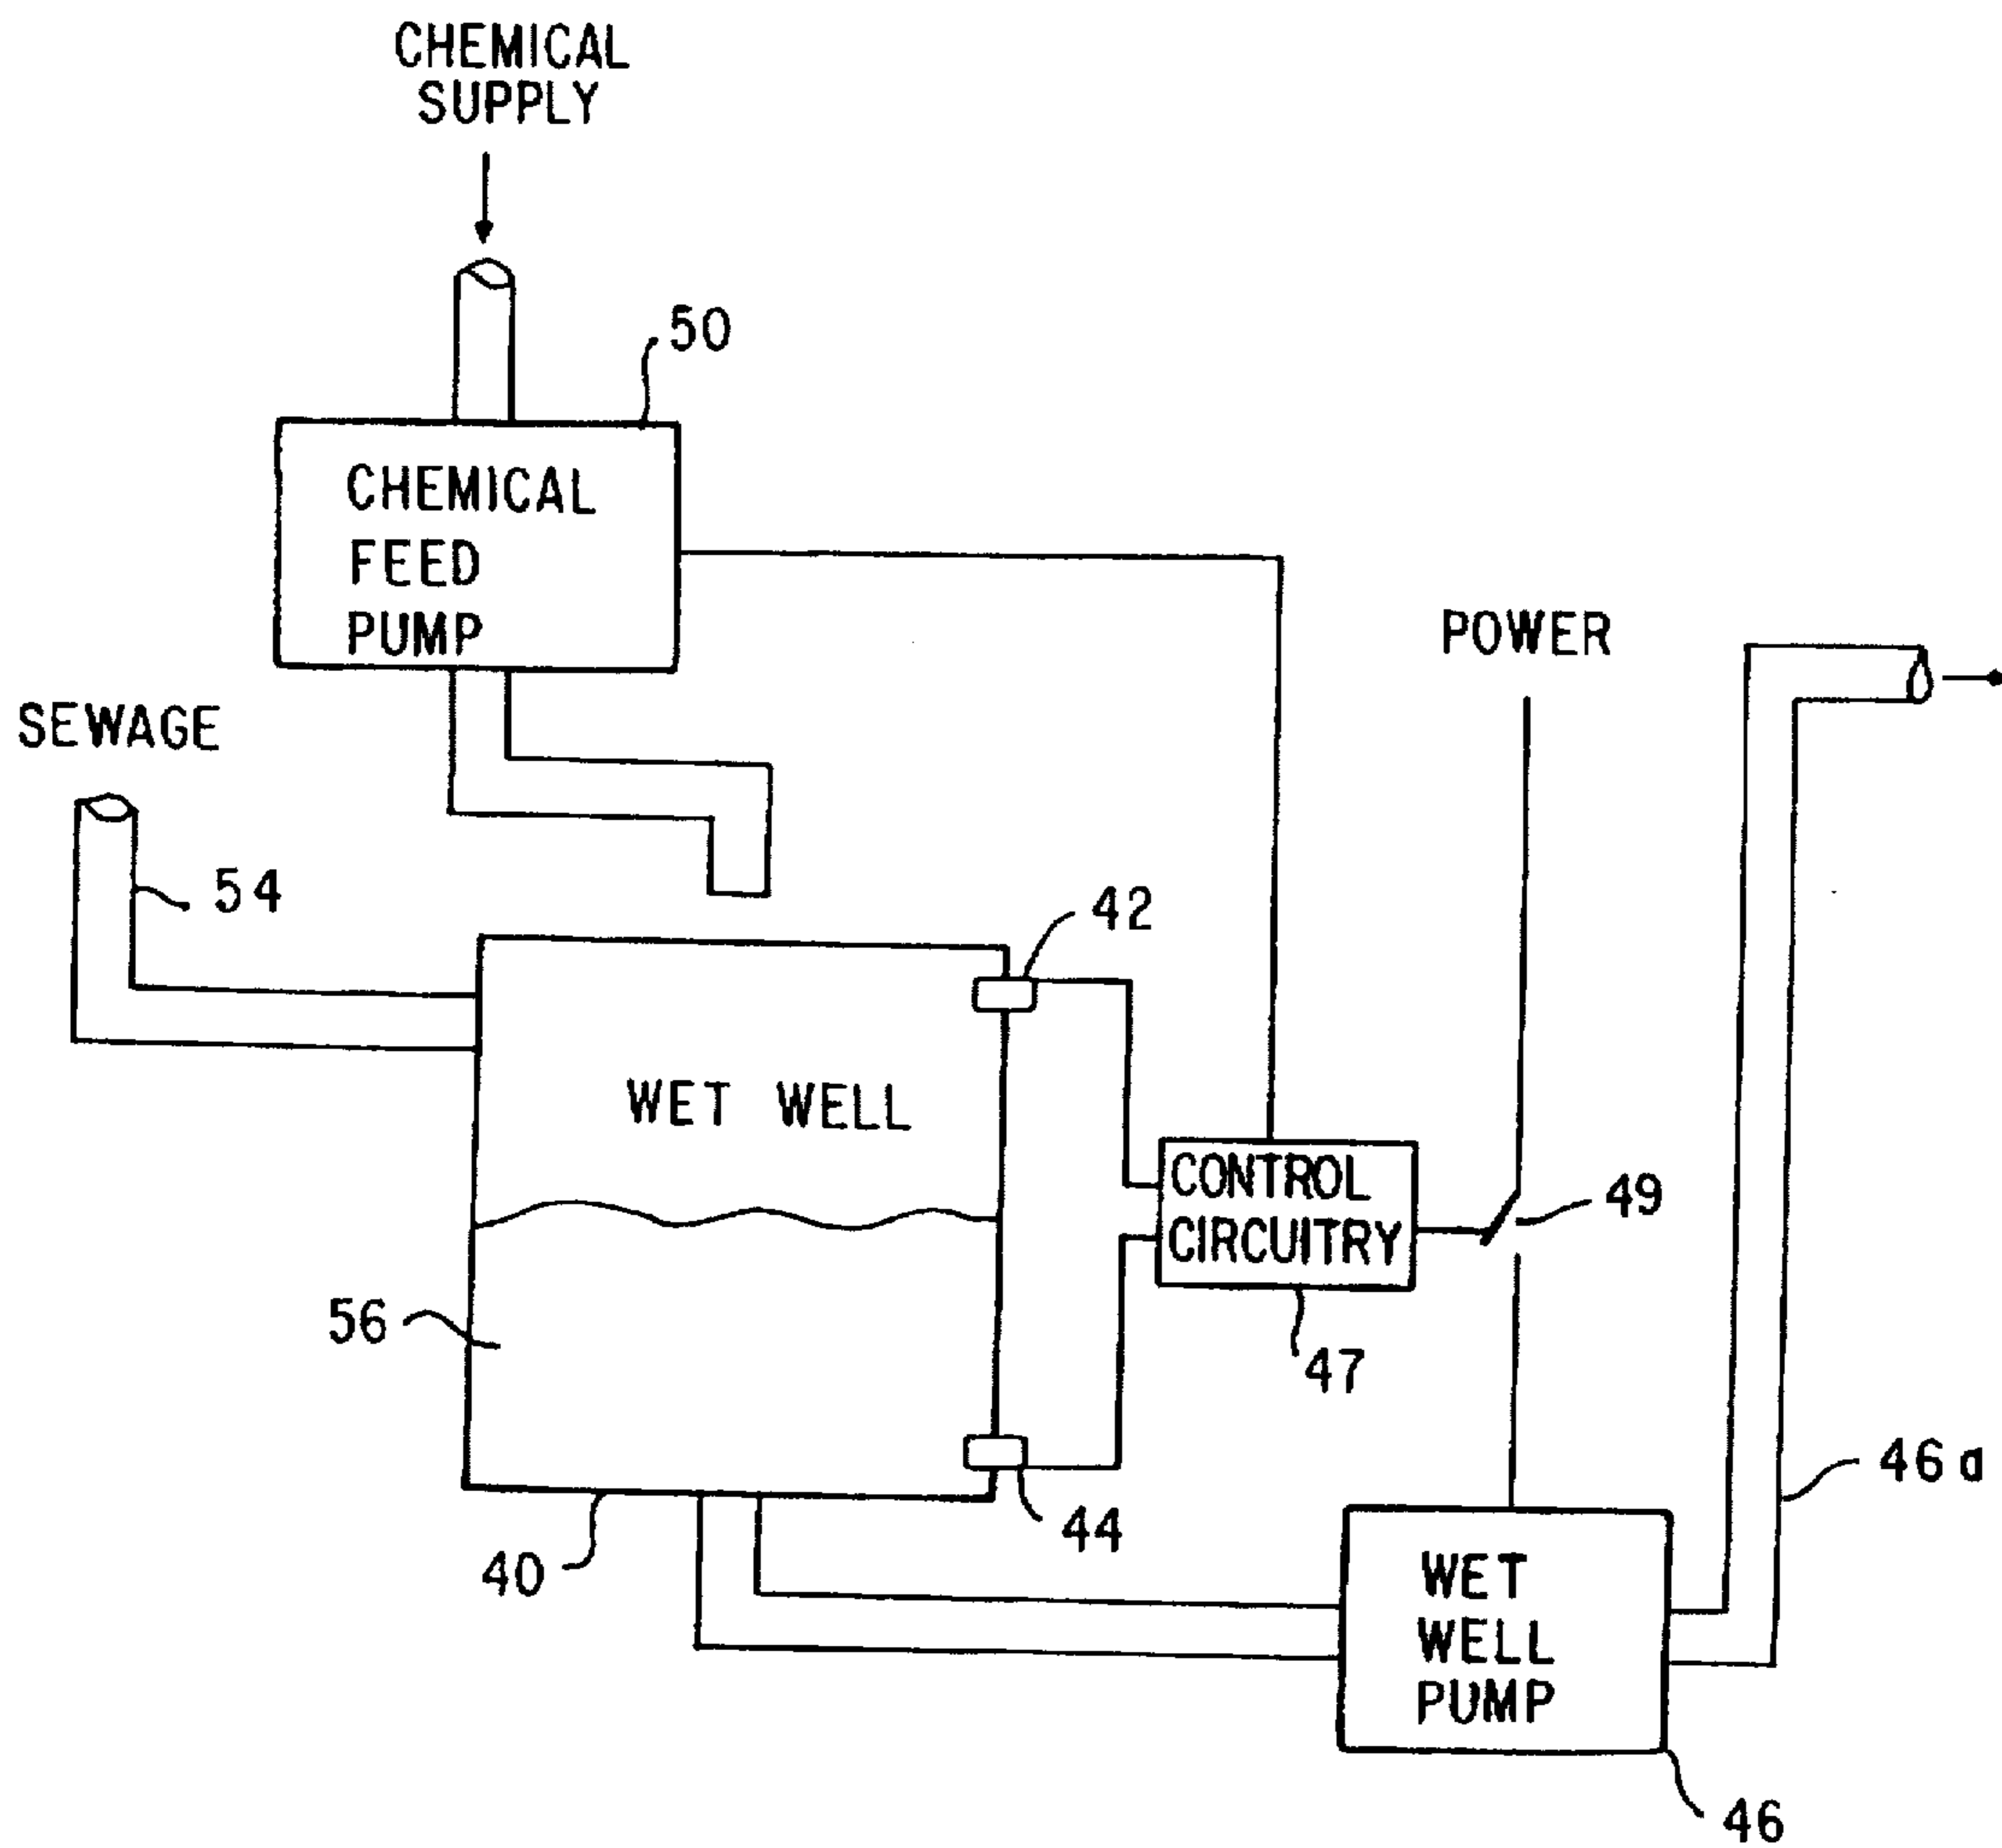 CHEMICAL
SUPPLY
50
CHEMICAL
FEED
PUMP
POWER
SEWAGE
54
42
WET WELL
CONTROL
CIRCUITRY
49
56
47
46a
44
40
WET
WELL
PUMP
46